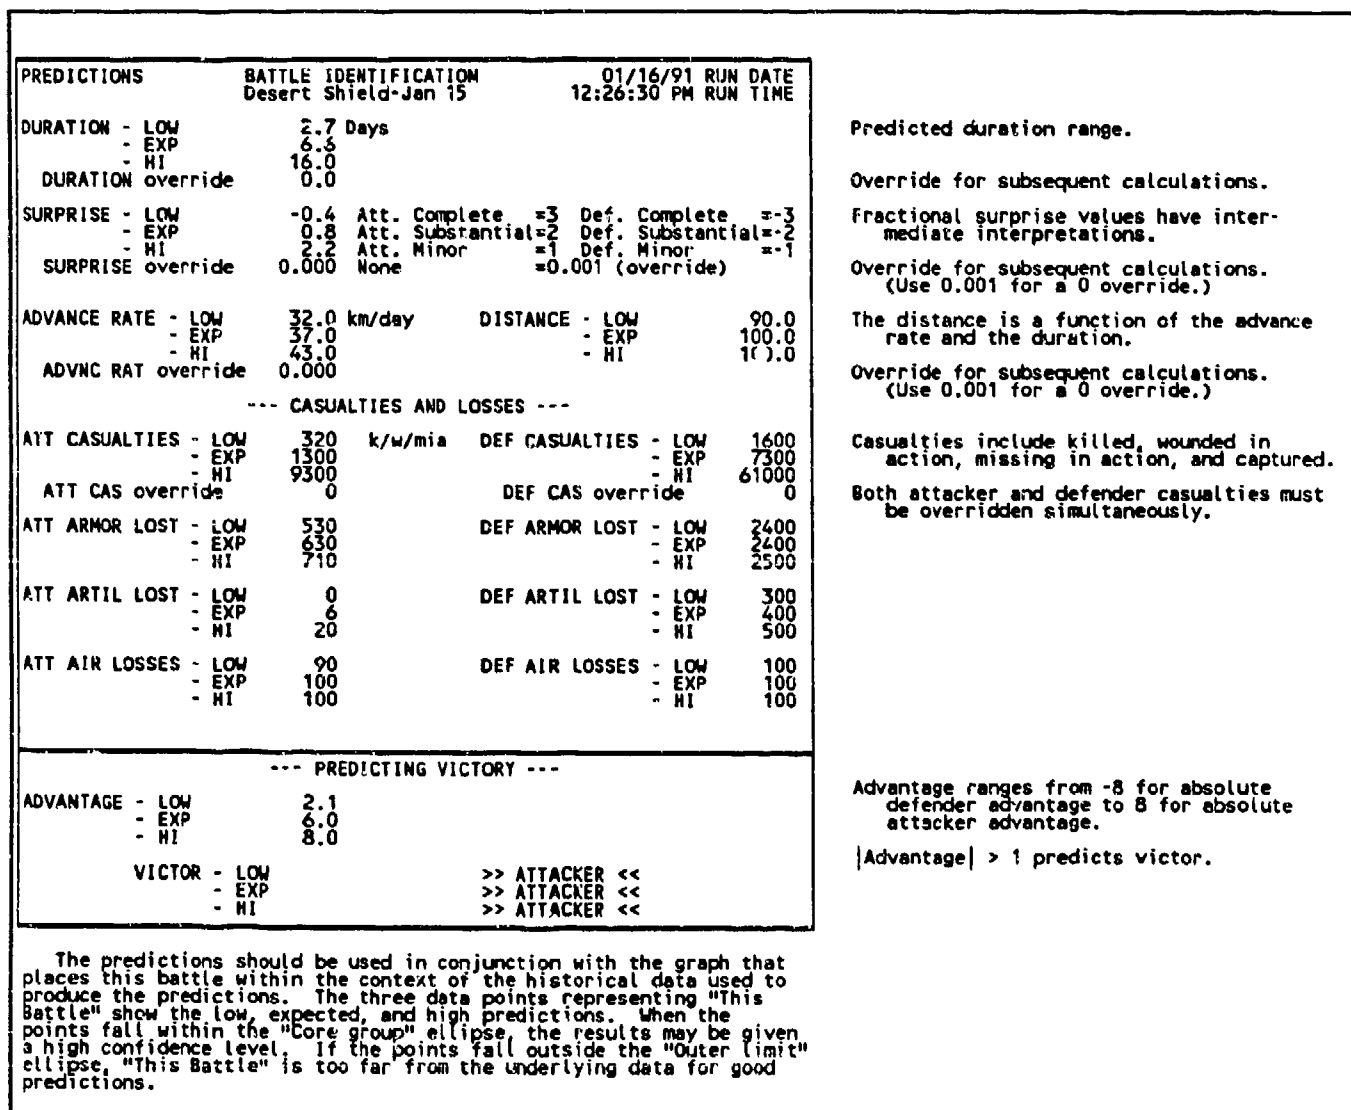 PREDICTIONS BATTLE IDENTIFICATION 01/16/91 RUN DATE
Desert Shield-Jan 15 12:26:30 PM RUN TIME
DURATION - LOW 2.7 Days Predicted duration range.
- EXP 6.6
- HI 16.0
DURATION override 0.0 Override for subsequent calculations.
SURPRISE - LOW -0.4 Att. Complete =3 Def. Complete =-3 Fractional surprise values have inter-
- EXP 0.8 Att. Substantial=2 Def. Substantial=-2 mediate interpretations.
- HI 2.2 Att. Minor =1 Def. Minor =-1
SURPRISE override 0.000 None =0.001 (override) Override for subsequent calculations.
(Use 0.001 for a 0 override.)
ADVANCE RATE - LOW 32.0 km/day DISTANCE - LOW 90.0 The distance is a function of the advance
- EXP 37.0 - EXP 100.0 rate and the duration.
- HI 43.0 - HI
ADVNC RAT override 0.000 Override for subsequent calculations.
(Use 0.001 for a 0 override.)
--- CASUALTIES AND LOSSES ---
ATT CASUALTIES - LOW 320 k/w/mia DEF CASUALTIES - LOW 1600 Casualties include killed, wounded in
- EXP 1300 - EXP 7300 action, missing in action, and captured.
- HI 9300 - HI 61000
ATT CAS override 0 DEF CAS override 0 Both attacker and defender casualties must
be overridden simultaneously.
ATT ARMOR LOST - LOW 530 DEF ARMOR LOST - LOW 2400
- EXP 630 - EXP 2400
- HI 710 - HI 2500
ATT ARTIL LOST - LOW 0 DEF ARTIL LOST - LOW 300
- EXP 6 - EXP 400
- HI 20 - HI 500
ATT AIR LOSSES - LOW 90 DEF AIR LOSSES - LOW 100
- EXP 100 - EXP 100
- HI 100 - HI 100
--- PREDICTING VICTORY ---
ADVANTAGE - LOW 2.1 Advantage ranges from -8 for absolute
- EXP 6.0 defender advantage to 8 for absolute
- HI 8.0 attacker advantage.
|Advantage| > 1 predicts victor.
VICTOR - LOW >> ATTACKER <<
- EXP >> ATTACKER <<
- HI >> ATTACKER <<
The predictions should be used in conjunction with the graph that
places this battle within the context of the historical data used to
produce the predictions. The three data points representing "This
Battle" show the low, expected, and high predictions. When the
points fall within the "Core group" ellipse, the results may be given
a high confidence level. If the points fall outside the "Outer limit"
ellipse, "This Battle" is too far from the underlying data for good
predictions.